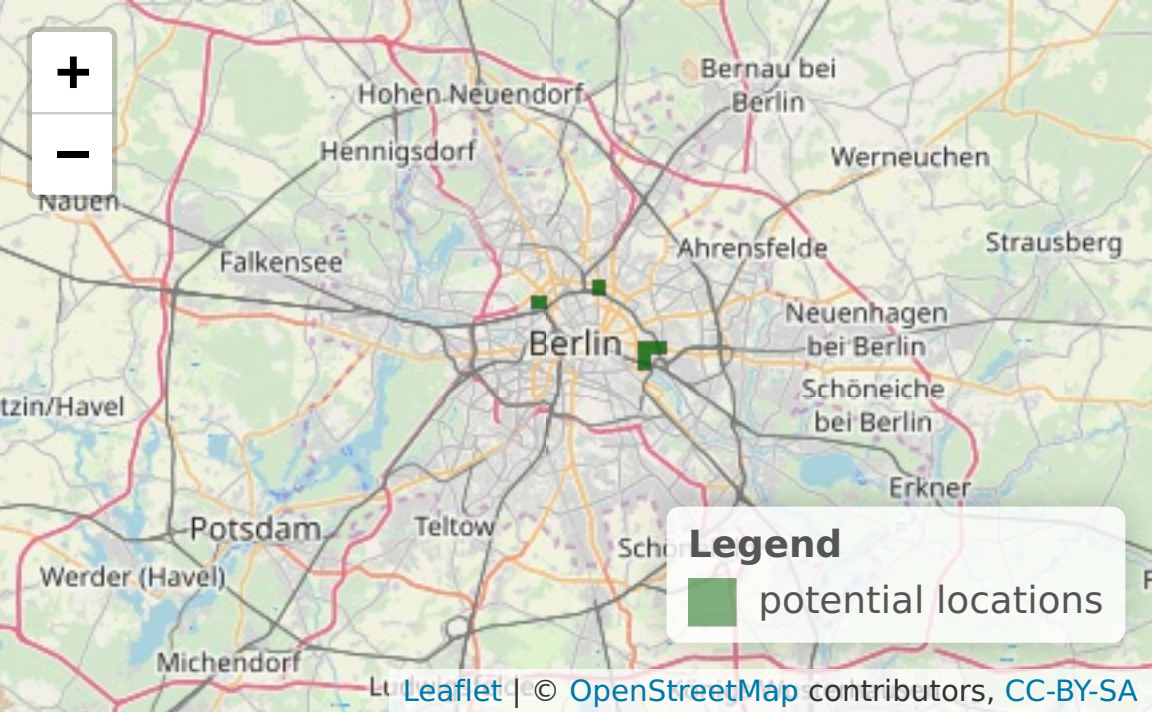 +
−
Hohen Neuendorf
Bernau bei
Berlin
Hennigsdorf
Werneuchen
Nauen
Falkensee
Ahrensfelde
Strausberg
Neuenhagen
bei Berlin
Berlin
Schöneiche
bei Berlin
tzin/Havel
Erkner
Potsdam
Teltow
Schön
Legend
potential locations
Werder (Havel)
F
Michendorf
Leaflet | © OpenStreetMap contributors, CC-BY-SA